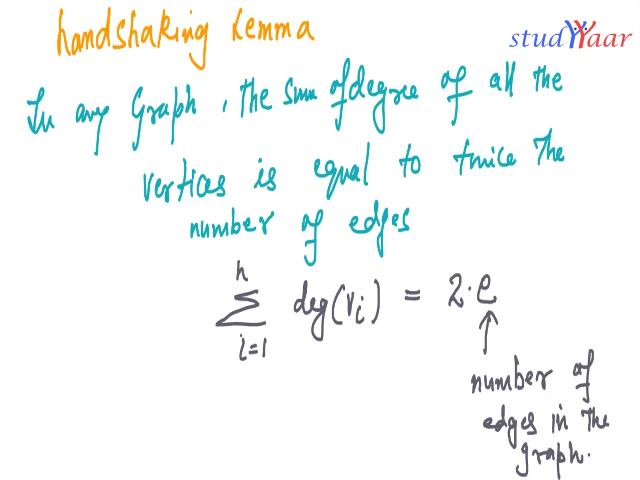 handshaking Lemma
studYYaar
In any Graph, the sum of degree of all the
vertices is equal to twice the
number of edges
n
∑ deg(vi) = 2.e
i=1
number of
edges in the
graph.